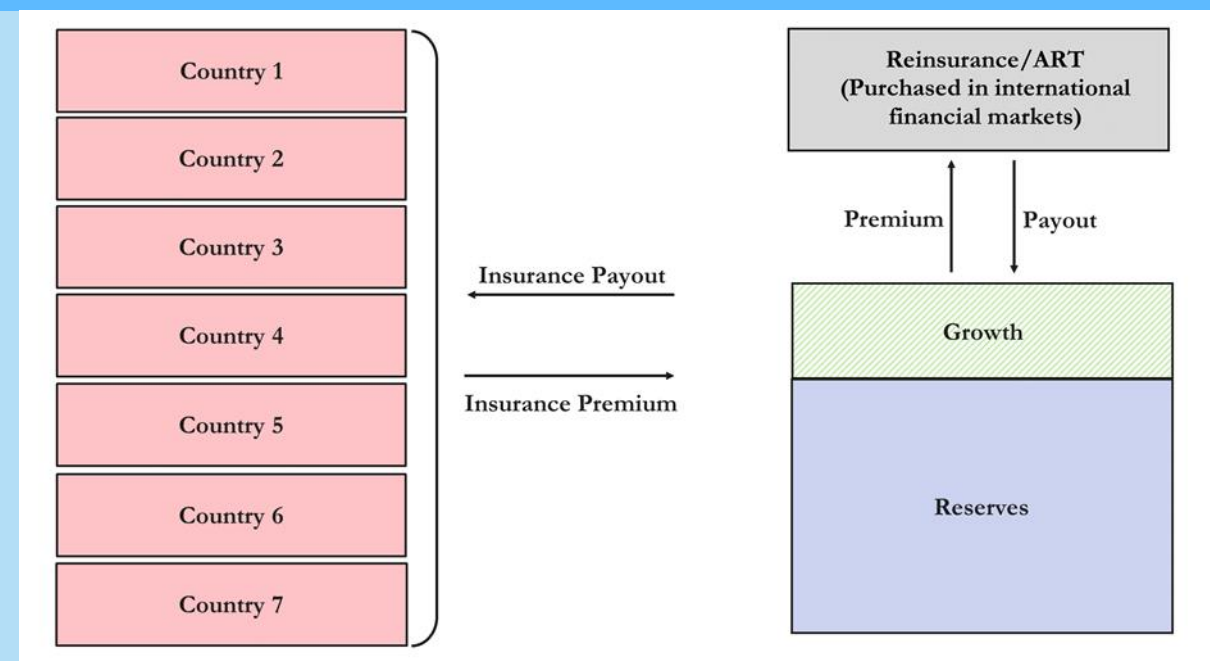 Country 1
Country 2
Country 3
Country 4
Country 5
Country 6
Country 7
Insurance Payout
Insurance Premium
Reinsurance/ART
(Purchased in international
financial markets)
Premium
Payout
Growth
Reserves